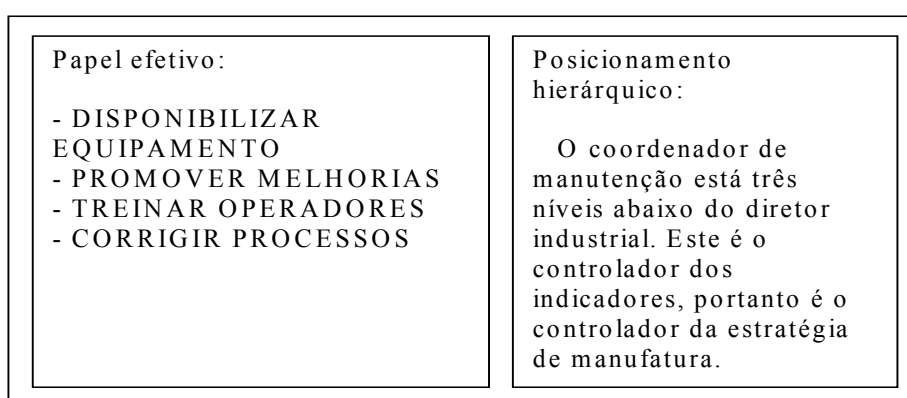 Papel efetivo:
- DISPONIBILIZAR
EQUIPAMENTO
- PROMOVER MELHORIAS
- TREINAR OPERADORES
- CORRIGIR PROCESSOS
Posicionamento
hierárquico:
O coordenador de
manutenção está três
níveis abaixo do diretor
industrial. Este é o
controlador dos
indicadores, portanto é o
controlador da estratégia
de manufatura.